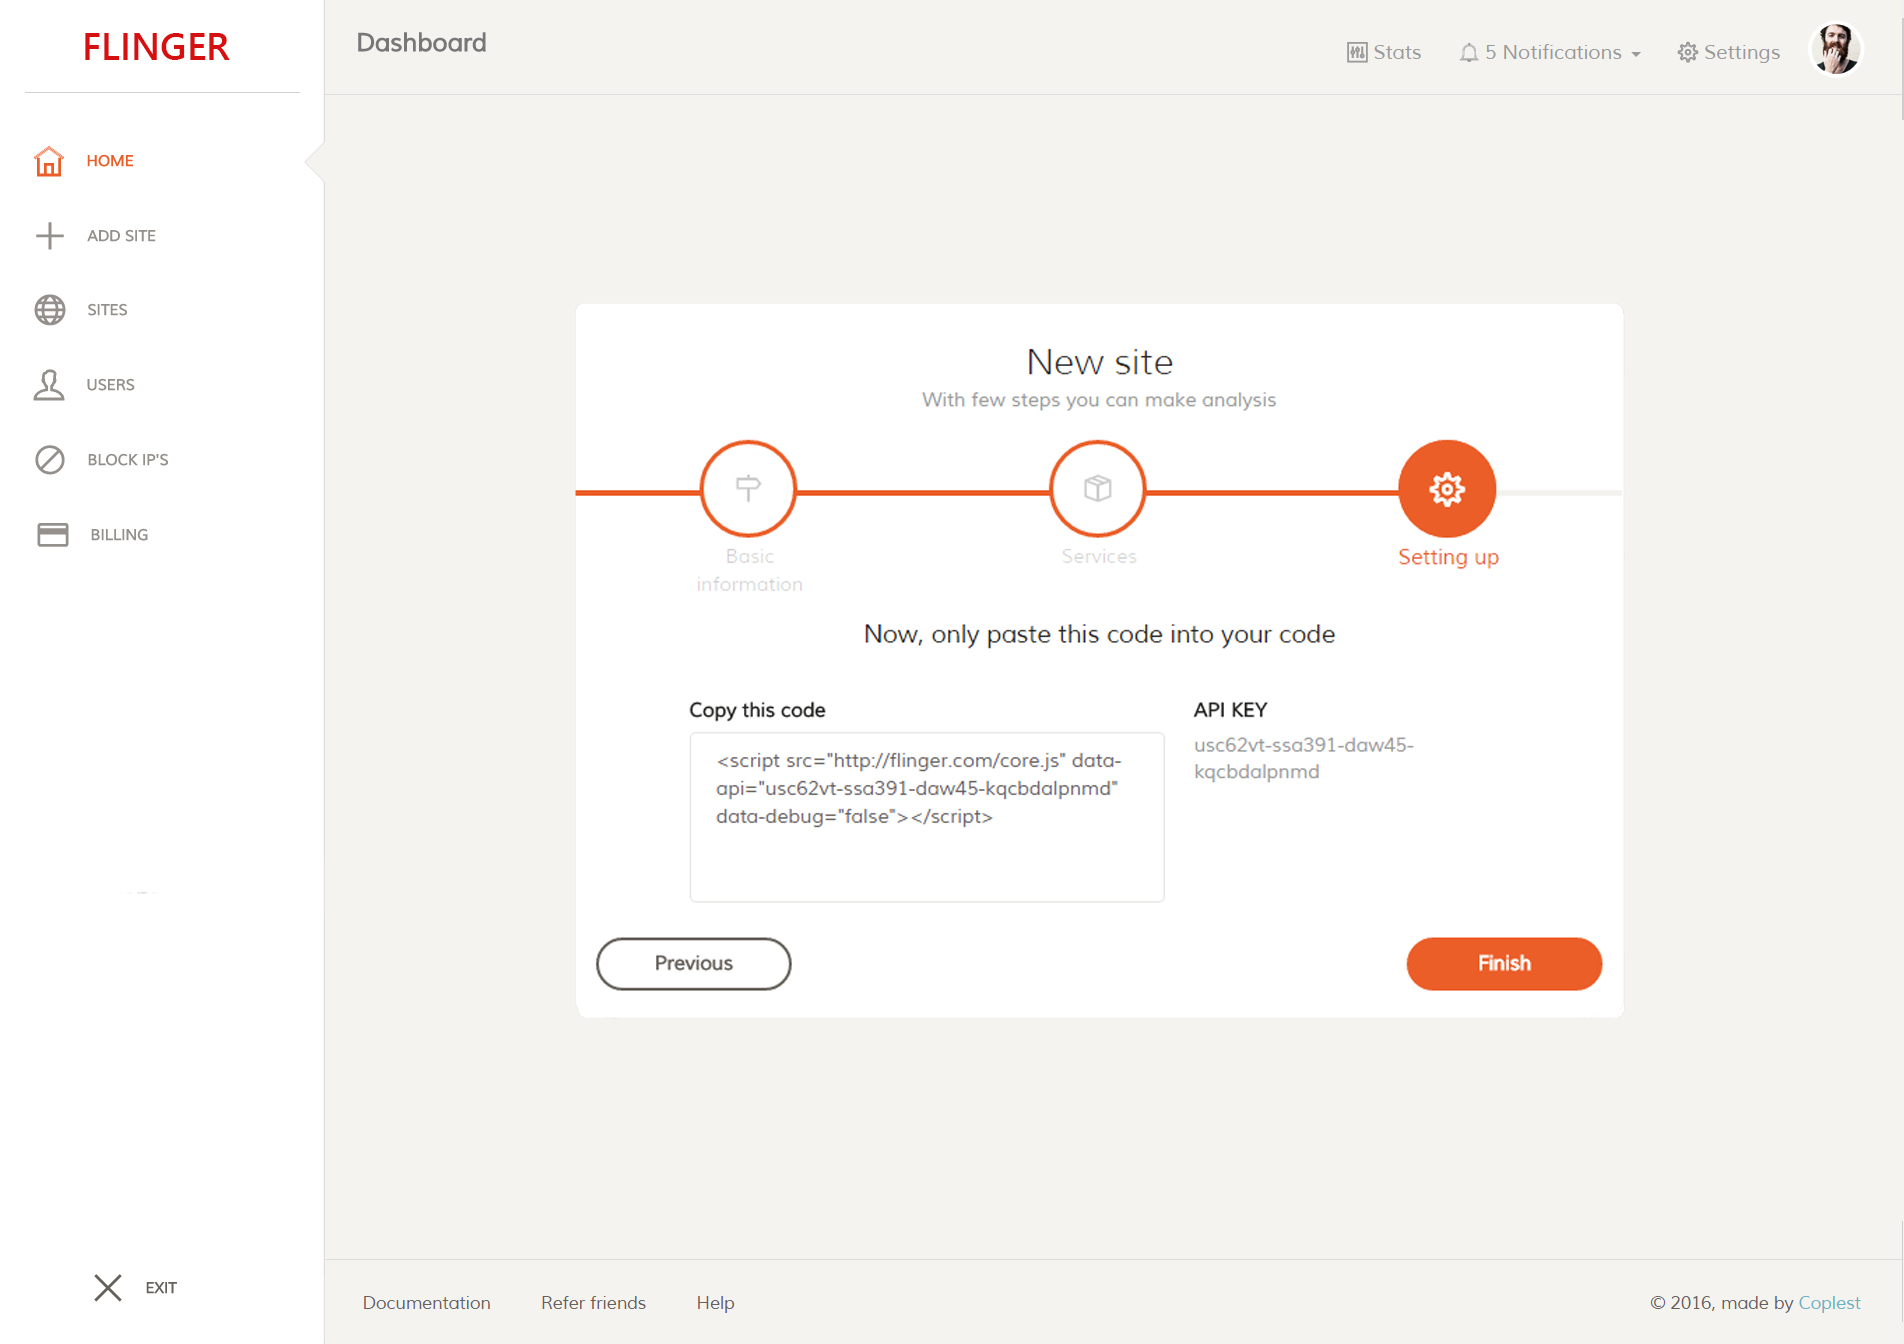 FLINGER
Dashboard
Stats
5 Notifications
Settings
HOME
ADD SITE
SITES
USERS
BLOCK IP'S
BILLING
EXIT
New site
With few steps you can make analysis
Basic
information
Services
Setting up
Now, only paste this code into your code
Copy this code
<script src="http://flinger.com/core.js" data-
api="usc62vt-ssa391-daw45-kqcbdalpnmd"
data-debug="false"></script>
API KEY
usc62vt-ssa391-daw45-
kqcbdalpnmd
Previous
Finish
Documentation
Refer friends
Help
© 2016, made by Coplest